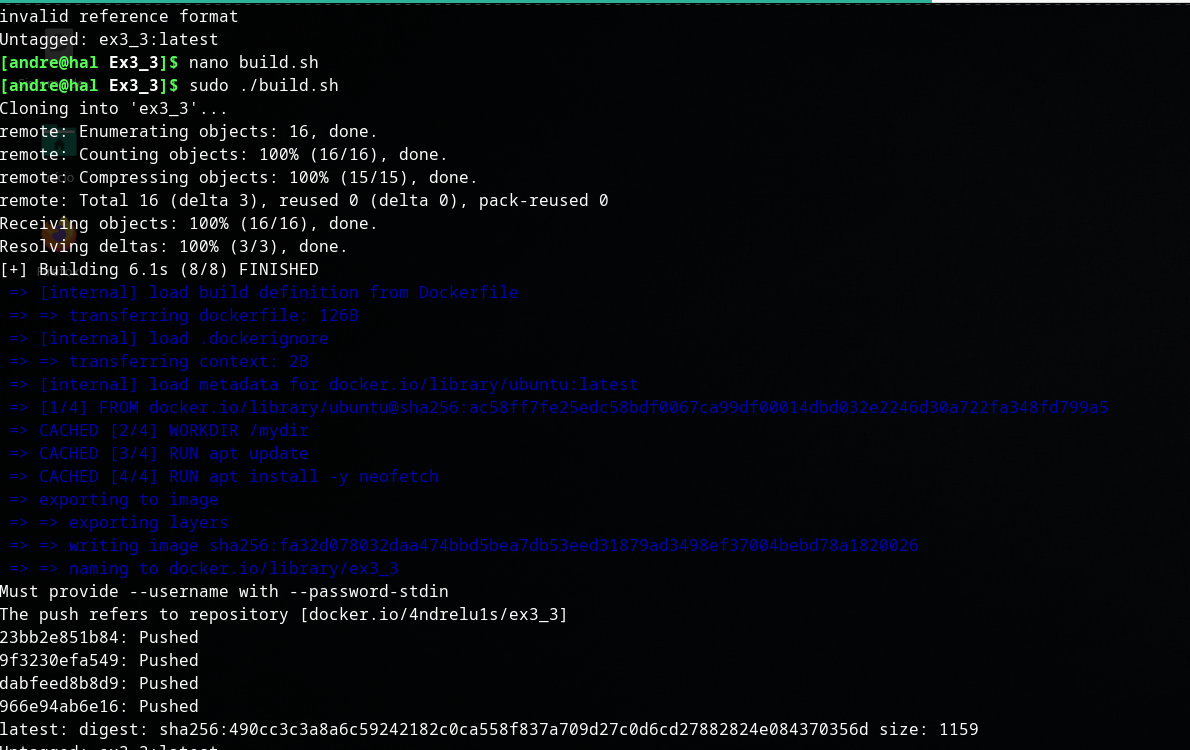 invalid reference format
Untagged: ex3_3:latest
[andre@hal Ex3_3]$ nano build.sh
[andre@hal Ex3_3]$ sudo ./build.sh
Cloning into 'ex3_3'...
remote: Enumerating objects: 16, done.
remote: Counting objects: 100% (16/16), done.
remote: Compressing objects: 100% (15/15), done.
remote: Total 16 (delta 3), reused 0 (delta 0), pack-reused 0
Receiving objects: 100% (16/16), done.
Resolving deltas: 100% (3/3), done.
[+] Building 6.1s (8/8) FINISHED
=> [internal] load build definition from Dockerfile
=> => transferring dockerfile: 126B
=> [internal] load .dockerignore
=> => transferring context: 2B
=> [internal] load metadata for docker.io/library/ubuntu:latest
=> [1/4] FROM docker.io/library/ubuntu@sha256:ac58ff7fe25edc58bdf0067ca99df00014dbd032e2246d30a722fa348fd799a5
=> CACHED [2/4] WORKDIR /mydir
=> CACHED [3/4] RUN apt update
=> CACHED [4/4] RUN apt install -y neofetch
=> exporting to image
=> => exporting layers
=> => writing image sha256:fa32d078032daa474bbd5bea7db53eed31879ad3498ef37004bebd78a1820026
=> => naming to docker.io/library/ex3_3
Must provide --username with --password-stdin
The push refers to repository [docker.io/4ndrelu1s/ex3_3]
23bb2e851b84: Pushed
9f3230efa549: Pushed
dabfeed8b8d9: Pushed
966e94ab6e16: Pushed
latest: digest: sha256:490cc3c3a8a6c59242182c0ca558f837a709d27c0d6cd27882824e084370356d size: 1159
Untagged: ex3_3:latest